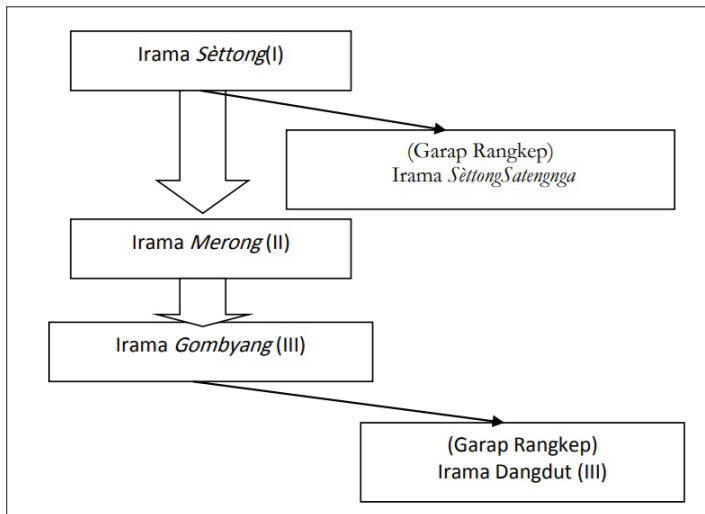 Irama Sèttong(I)
(Garap Rangkep)
Irama SèttongSatengnga
Irama Merong (II)
Irama Gombyang (III)
(Garap Rangkep)
Irama Dangdut (III)